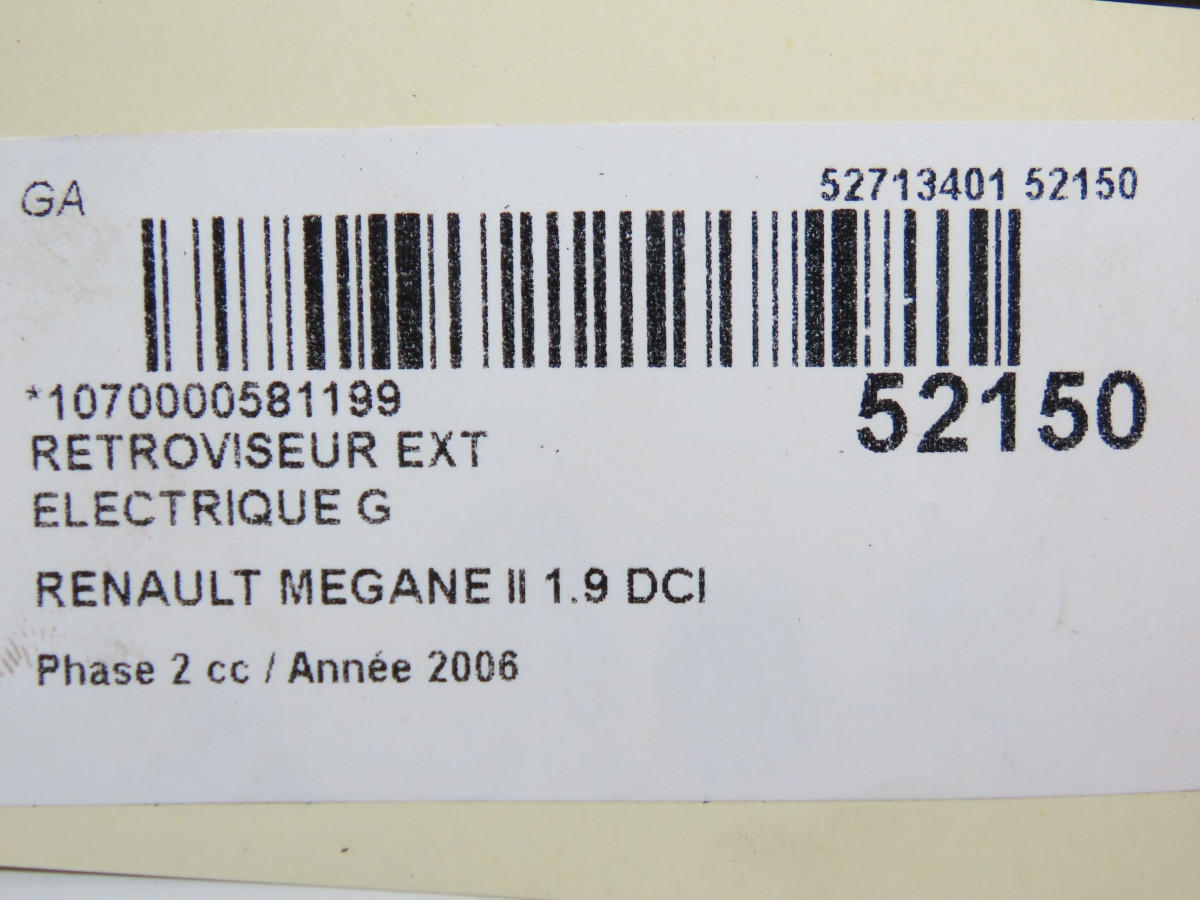 GA
52713401 52150
*1070000581199
52150
RETROVISEUR EXT
ELECTRIQUE G
RENAULT MEGANE II 1.9 DCI
Phase 2 cc / Année 2006